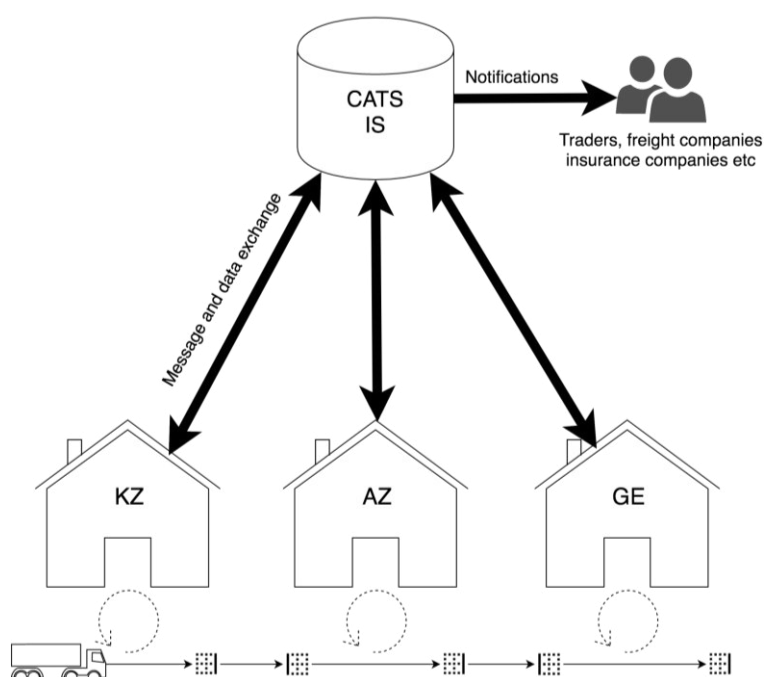 CATS
IS
Notifications
Traders, freight companies
insurance companies etc
Message and data exchange
KZ
AZ
GE